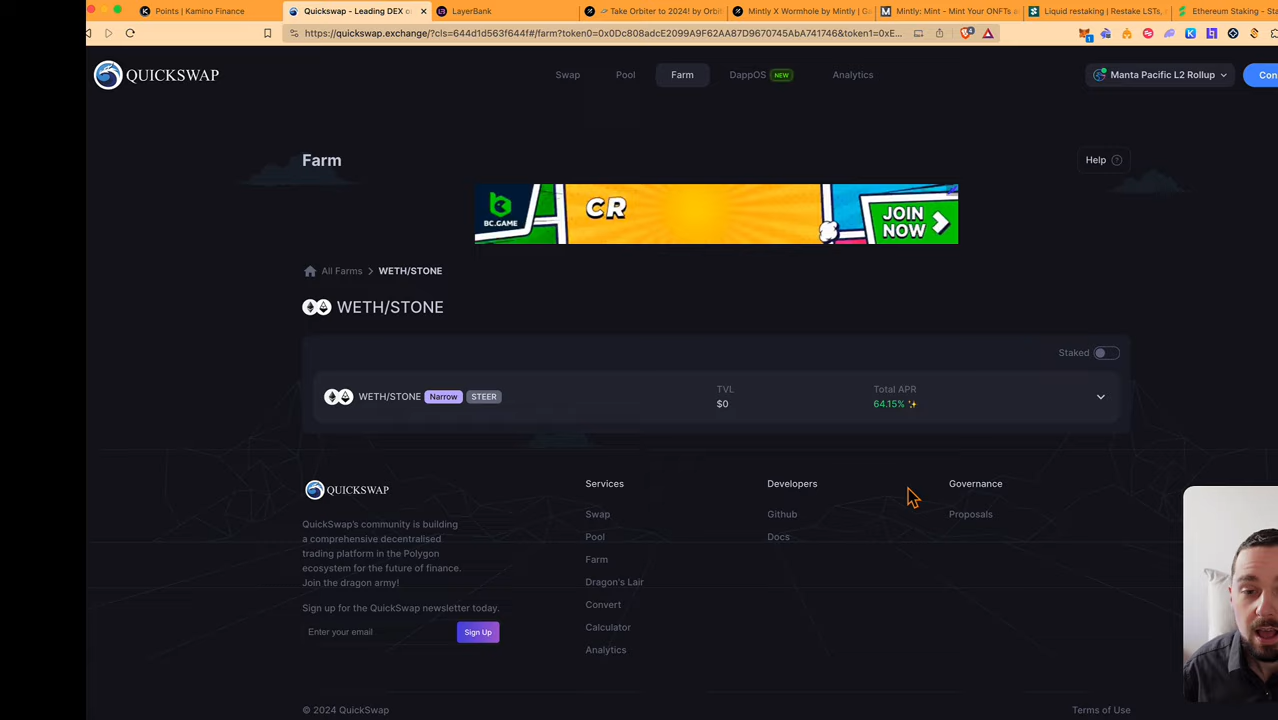 Points | Kamino Finance
Quickswap - Leading DEX o
LayerBank
Take Orbiter to 2024! by Orbit
Mintly X Wormhole by Mintly | Ga
Mintly: Mint - Mint Your ONFTs a
Liquid restaking | Restake LSTs,
Ethereum Staking - Sta
https://quickswap.exchange/?cls=644d1d563f644f#/farm?token0=0x0Dc808adcE2099A9F62AA87D9670745AbA741746&token1=0xE...
QUICKSWAP
Swap
Pool
Farm
DappOS NEW
Analytics
Manta Pacific L2 Rollup
Con
Farm
Help
BC.GAME
CR
JOIN
NOW
All Farms > WETH/STONE
WETH/STONE
Staked
WETH/STONE Narrow STEER
TVL
$0
Total APR
64.15%
QUICKSWAP
QuickSwap's community is building
a comprehensive decentralised
trading platform in the Polygon
ecosystem for the future of finance.
Join the dragon army!
Sign up for the QuickSwap newsletter today.
Enter your email
Sign Up
Services
Swap
Pool
Farm
Dragon's Lair
Convert
Calculator
Analytics
Developers
Github
Docs
Governance
Proposals
© 2024 QuickSwap
Terms of Use